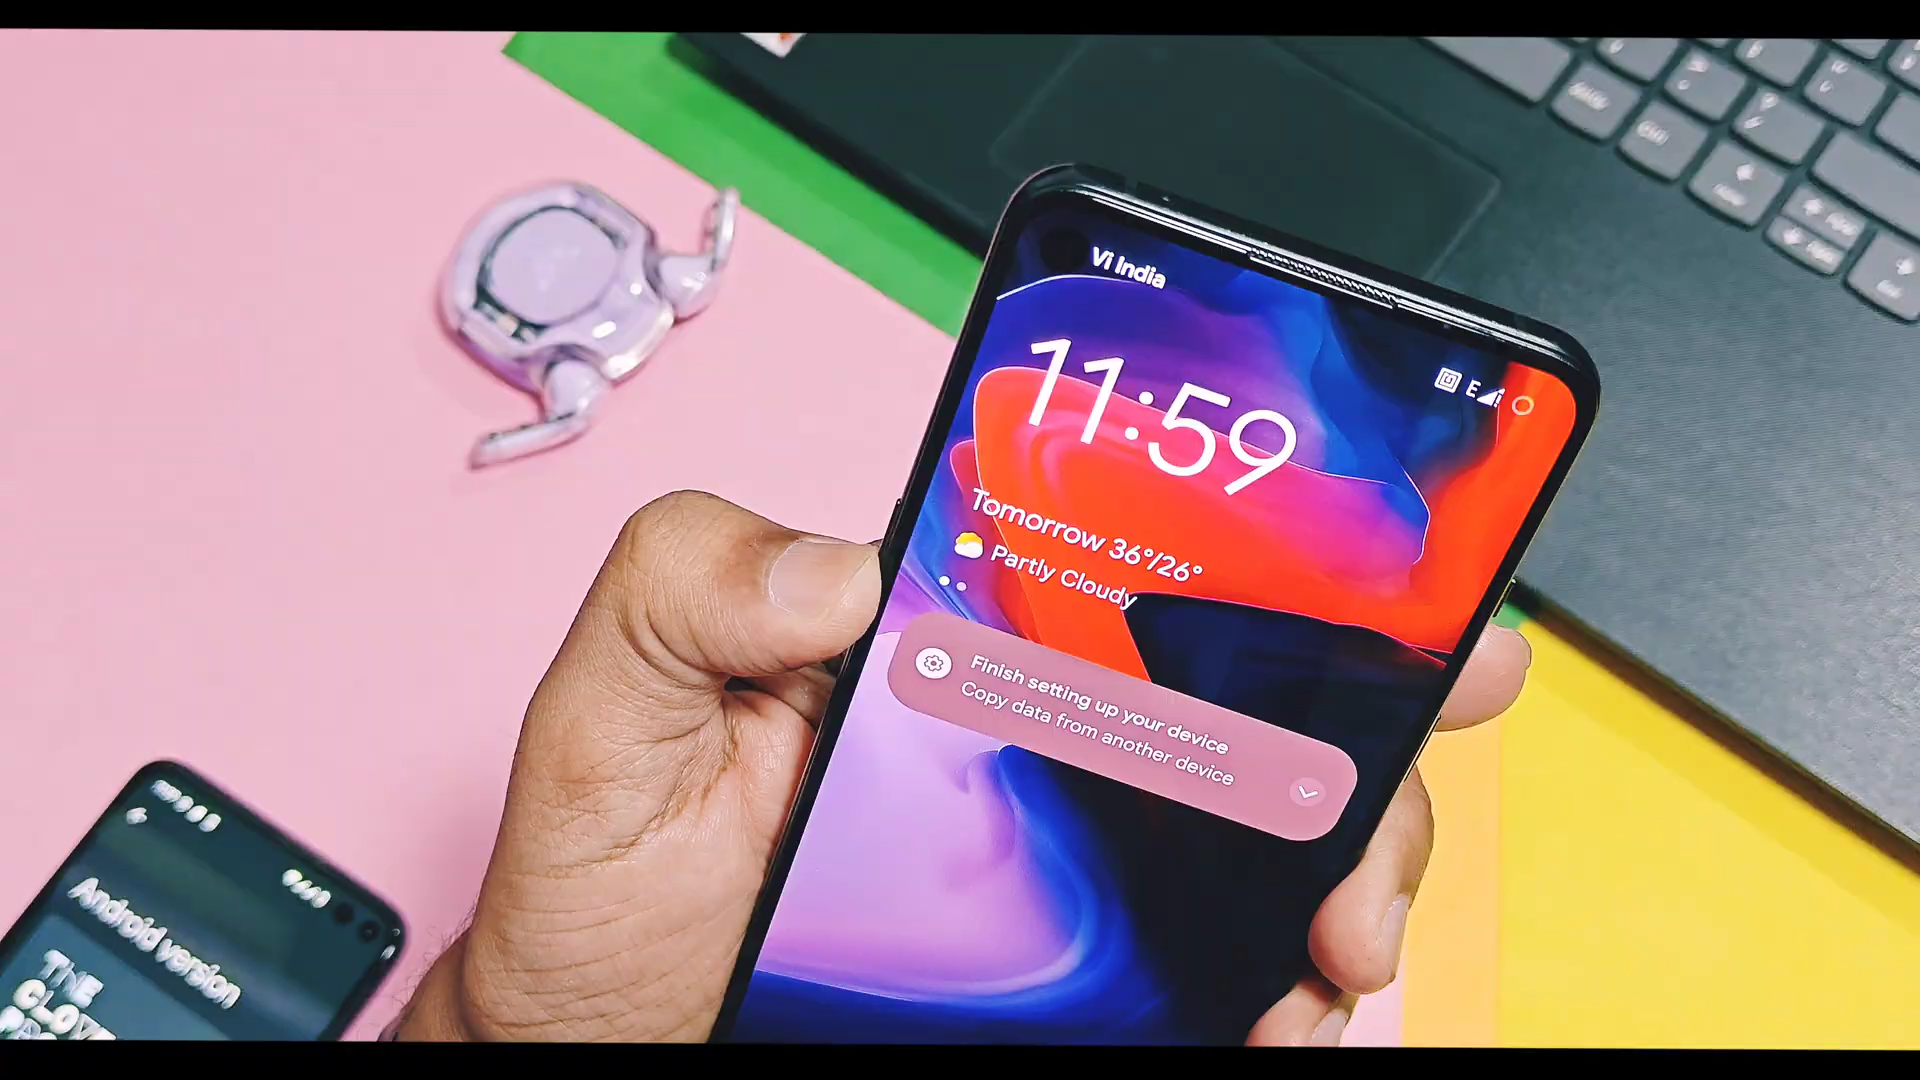 Vi India
E
11:59
Tomorrow 36°/26°
Partly Cloudy
Finish setting up your device
Copy data from another device
Android version
THE